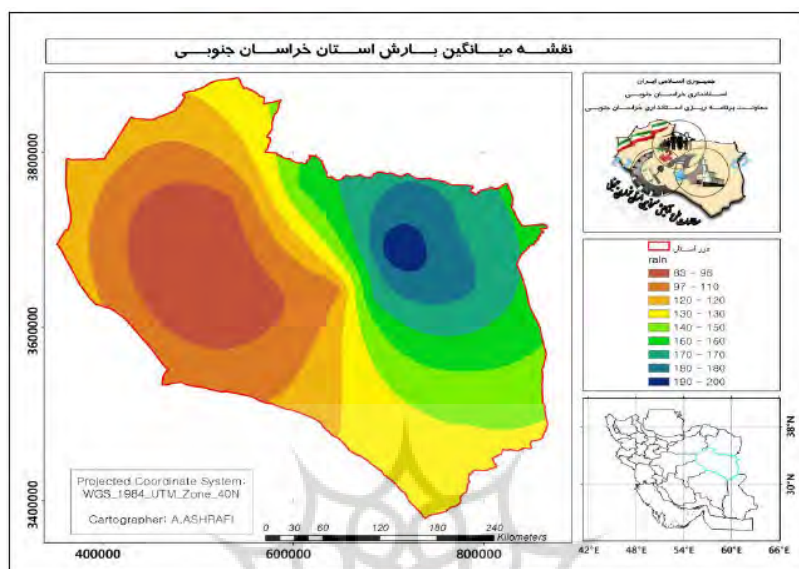 نقشه میانگین بارش استان خراسان جنوبی
جمهوری اسلامی ایران
استانداری خراسان جنوبی
معاونت برنامه ریزی استانداری خراسان جنوبی
مرز استان
rain
83 - 96
97 - 110
120 - 120
130 - 130
140 - 150
160 - 160
170 - 170
180 - 180
190 - 200
3800000
3600000
3400000
400000
600000
800000
Projected Coordinate System:
WGS_1984_UTM_Zone_40N
Cartographer: A.ASHRAFI
0 30 60 120 180 240
Kilometers
38°N
30°N
42°E 48°E 54°E 60°E 66°E